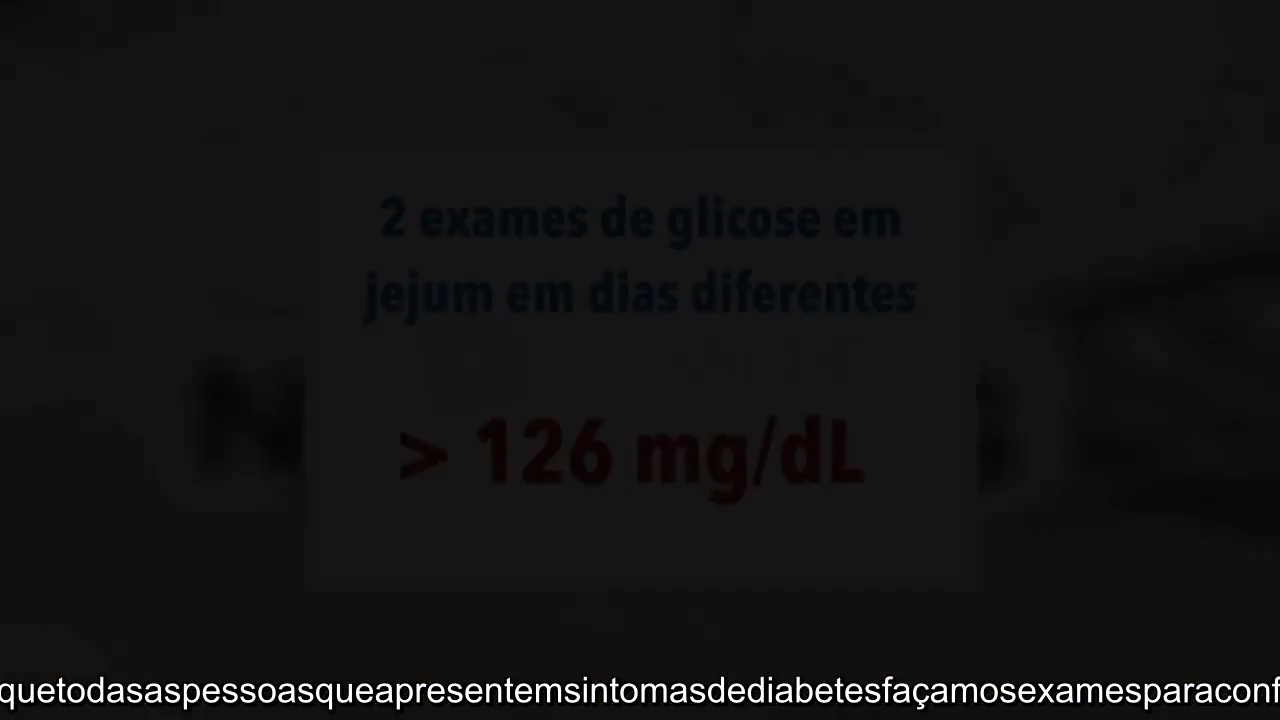 2 exames de glicose em
jejum em dias diferentes
> 126 mg/dL
quetodasaspessoasqueapresentemsintomasdediabetesfaçamosexamesparaconf